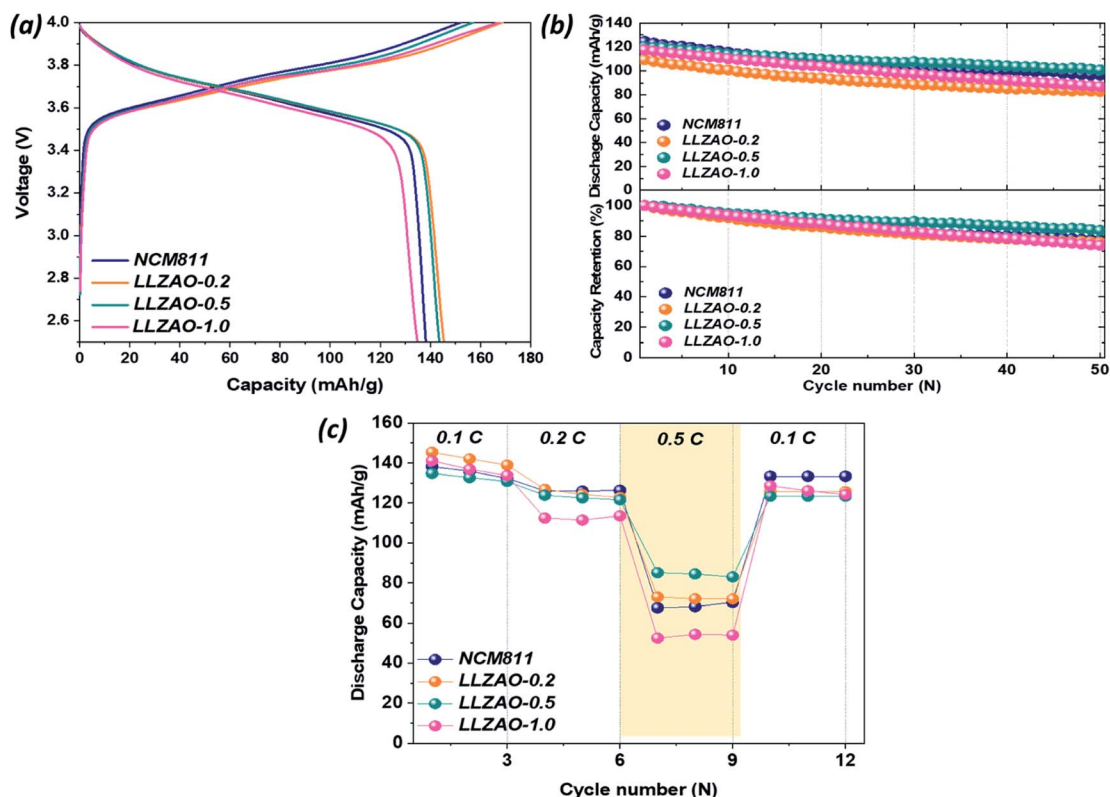 (a)
4.0
3.8
3.6
3.4
3.2
3.0
2.8
2.6
Voltage (V)
NCM811
LLZAO-0.2
LLZAO-0.5
LLZAO-1.0
0 20 40 60 80 100 120 140 160 180
Capacity (mAh/g)
(b)
140
120
100
80
60
40
20
0
Dischage Capacity (mAh/g)
NCM811
LLZAO-0.2
LLZAO-0.5
LLZAO-1.0
100
80
60
40
20
0
Capacity Retention (%)
NCM811
LLZAO-0.2
LLZAO-0.5
LLZAO-1.0
10 20 30 40 50
Cycle number (N)
(c)
160
140
120
100
80
60
40
20
0
Discharge Capacity (mAh/g)
0.1 C 0.2 C 0.5 C 0.1 C
NCM811
LLZAO-0.2
LLZAO-0.5
LLZAO-1.0
3 6 9 12
Cycle number (N)